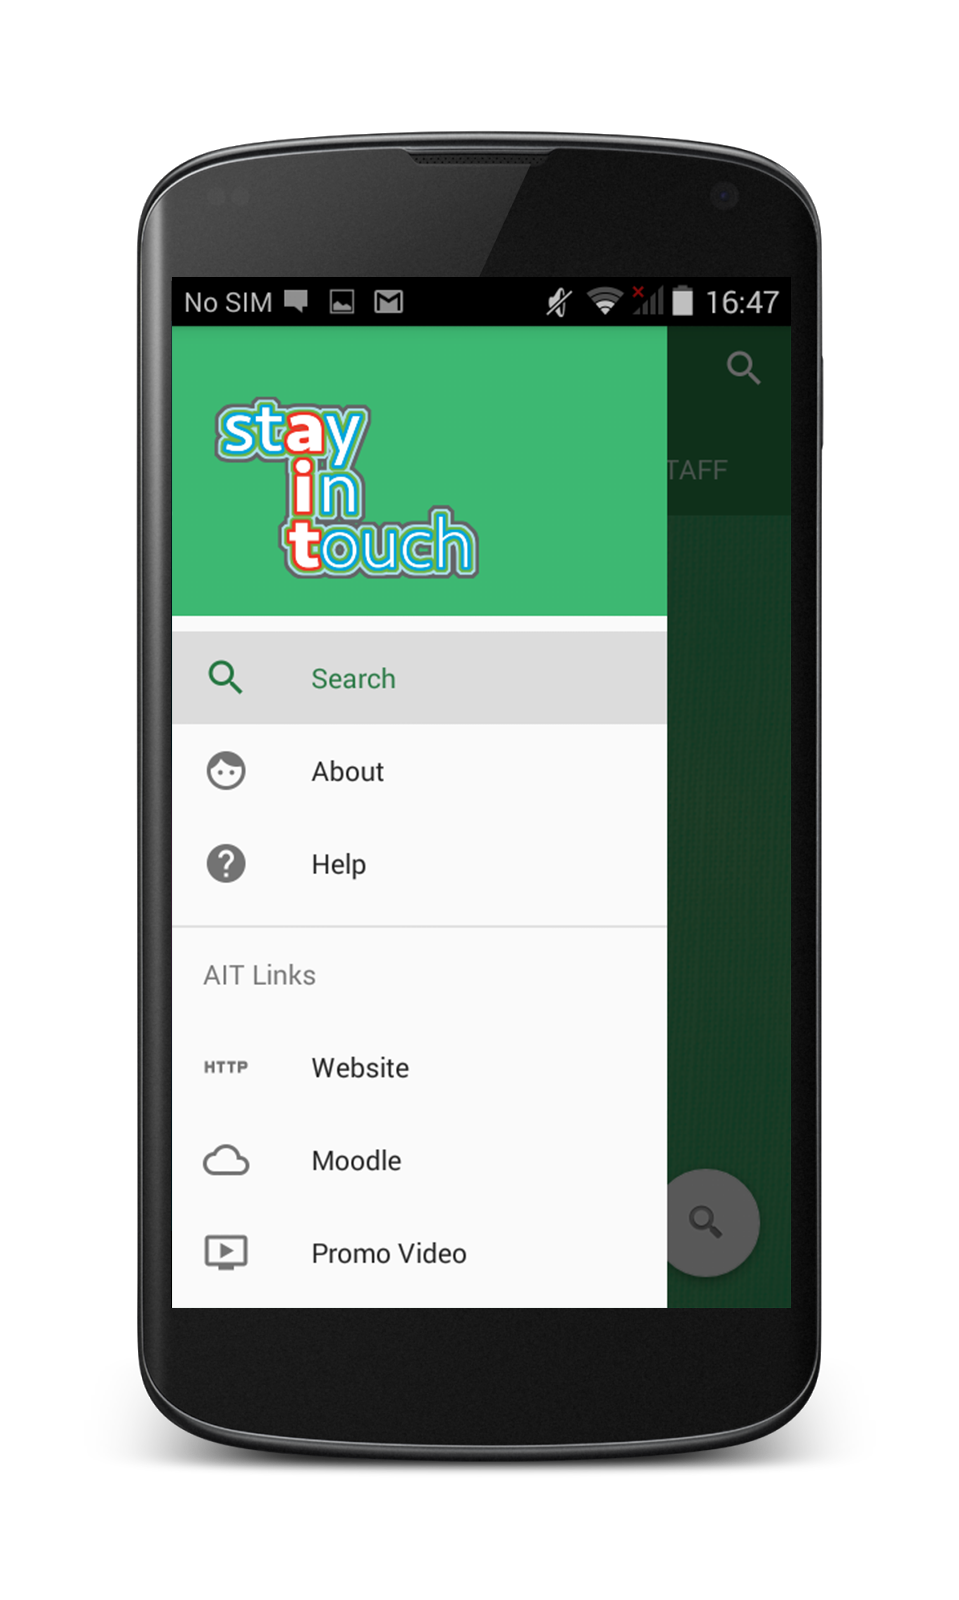 No SIM 16:47
stay
in
touch
TAFF
Search
About
Help
AIT Links
HTTP Website
Moodle
Promo Video